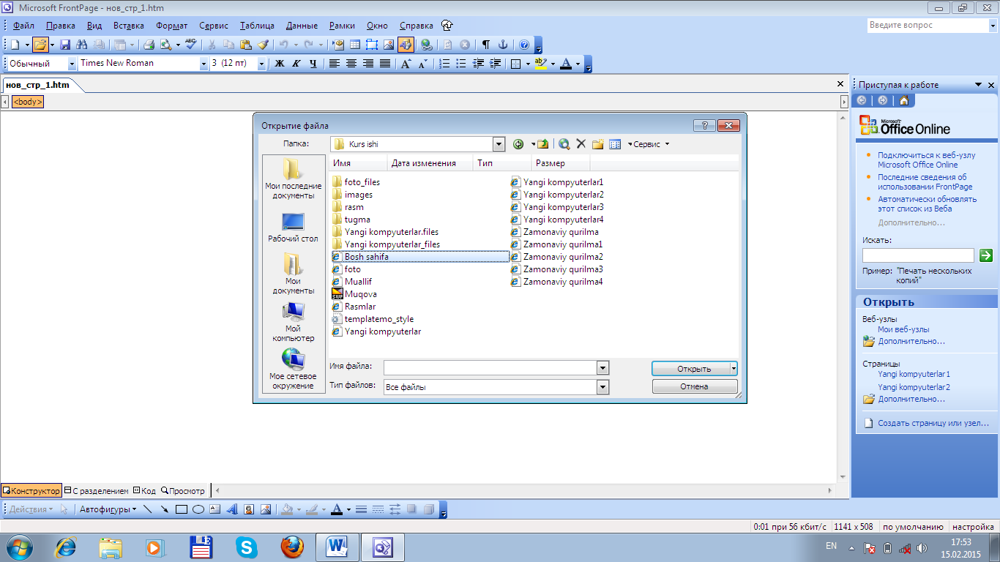 Microsoft FrontPage - нов_стр_1.htm
Файл Правка Вид Вставка Формат Сервис Таблица Данные Рамки Окно Справка
Введите вопрос
Обычный Times New Roman 3 (12 пт) Ж К Ч
нов_стр_1.htm
<body>
Открытие файла
Папка: Kurs ishi Сервис
Имя Дата изменения Тип Размер
Мои последние документы
Рабочий стол
Мои документы
Мой компьютер
Мое сетевое окружение
foto_files
images
rasm
tugma
Yangi kompyuterlar.files
Yangi kompyuterlar_files
Bosh sahifa
foto
Muallif
Muqova
Rasmlar
templatemo_style
Yangi kompyuterlar
Yangi kompyuterlar1
Yangi kompyuterlar2
Yangi kompyuterlar3
Yangi kompyuterlar4
Zamonaviy qurilma
Zamonaviy qurilma1
Zamonaviy qurilma2
Zamonaviy qurilma3
Zamonaviy qurilma4
Имя файла:
Тип файлов: Все файлы
Открыть
Отмена
Приступая к работе
Microsoft
Office Online
Подключиться к веб-узлу
Microsoft Office Online
Последние сведения об
использовании FrontPage
Автоматически обновлять
этот список из Веба
Дополнительно...
Искать:
Пример: "Печать нескольких
копий"
Открыть
Веб-узлы
Мои веб-узлы
Дополнительно...
Страницы
Yangi kompyuterlar1
Yangi kompyuterlar2
Дополнительно...
Создать страницу или узел...
Конструктор С разделением Код Просмотр
Действия Автофигуры
0:01 при 56 кбит/с 1141 x 508 по умолчанию настройка
EN
17:53
15.02.2015